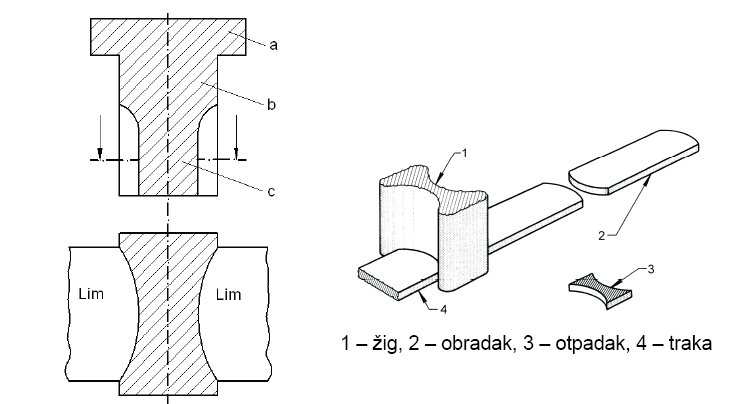 a
b
c
Lim
Lim
1
2
3
4
1 – žig, 2 – obradak, 3 – otpadak, 4 – traka